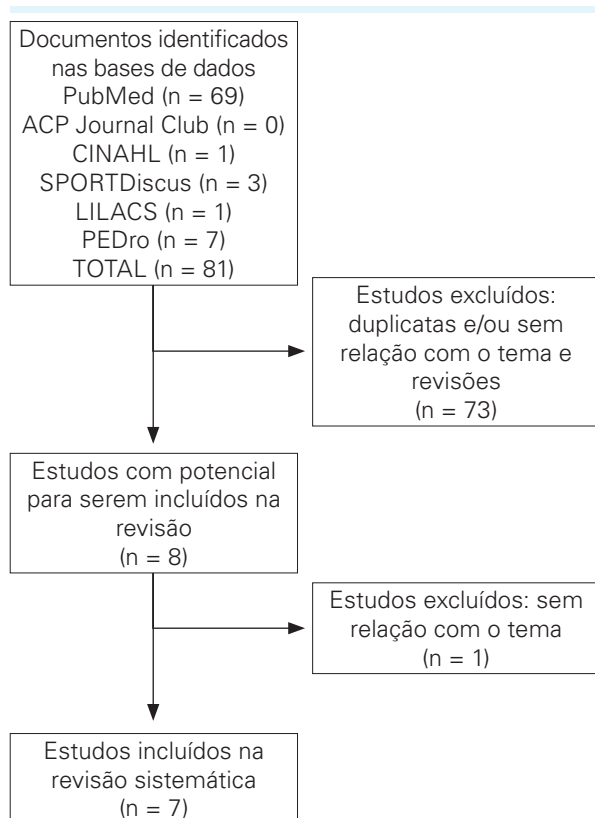 Documentos identificados
nas bases de dados
PubMed (n = 69)
ACP Journal Club (n = 0)
CINAHL (n = 1)
SPORTDiscus (n = 3)
LILACS (n = 1)
PEDro (n = 7)
TOTAL (n = 81)
Estudos excluídos:
duplicatas e/ou sem
relação com o tema e
revisões
(n = 73)
Estudos com potencial
para serem incluídos na
revisão
(n = 8)
Estudos excluídos: sem
relação com o tema
(n = 1)
Estudos incluídos na
revisão sistemática
(n = 7)